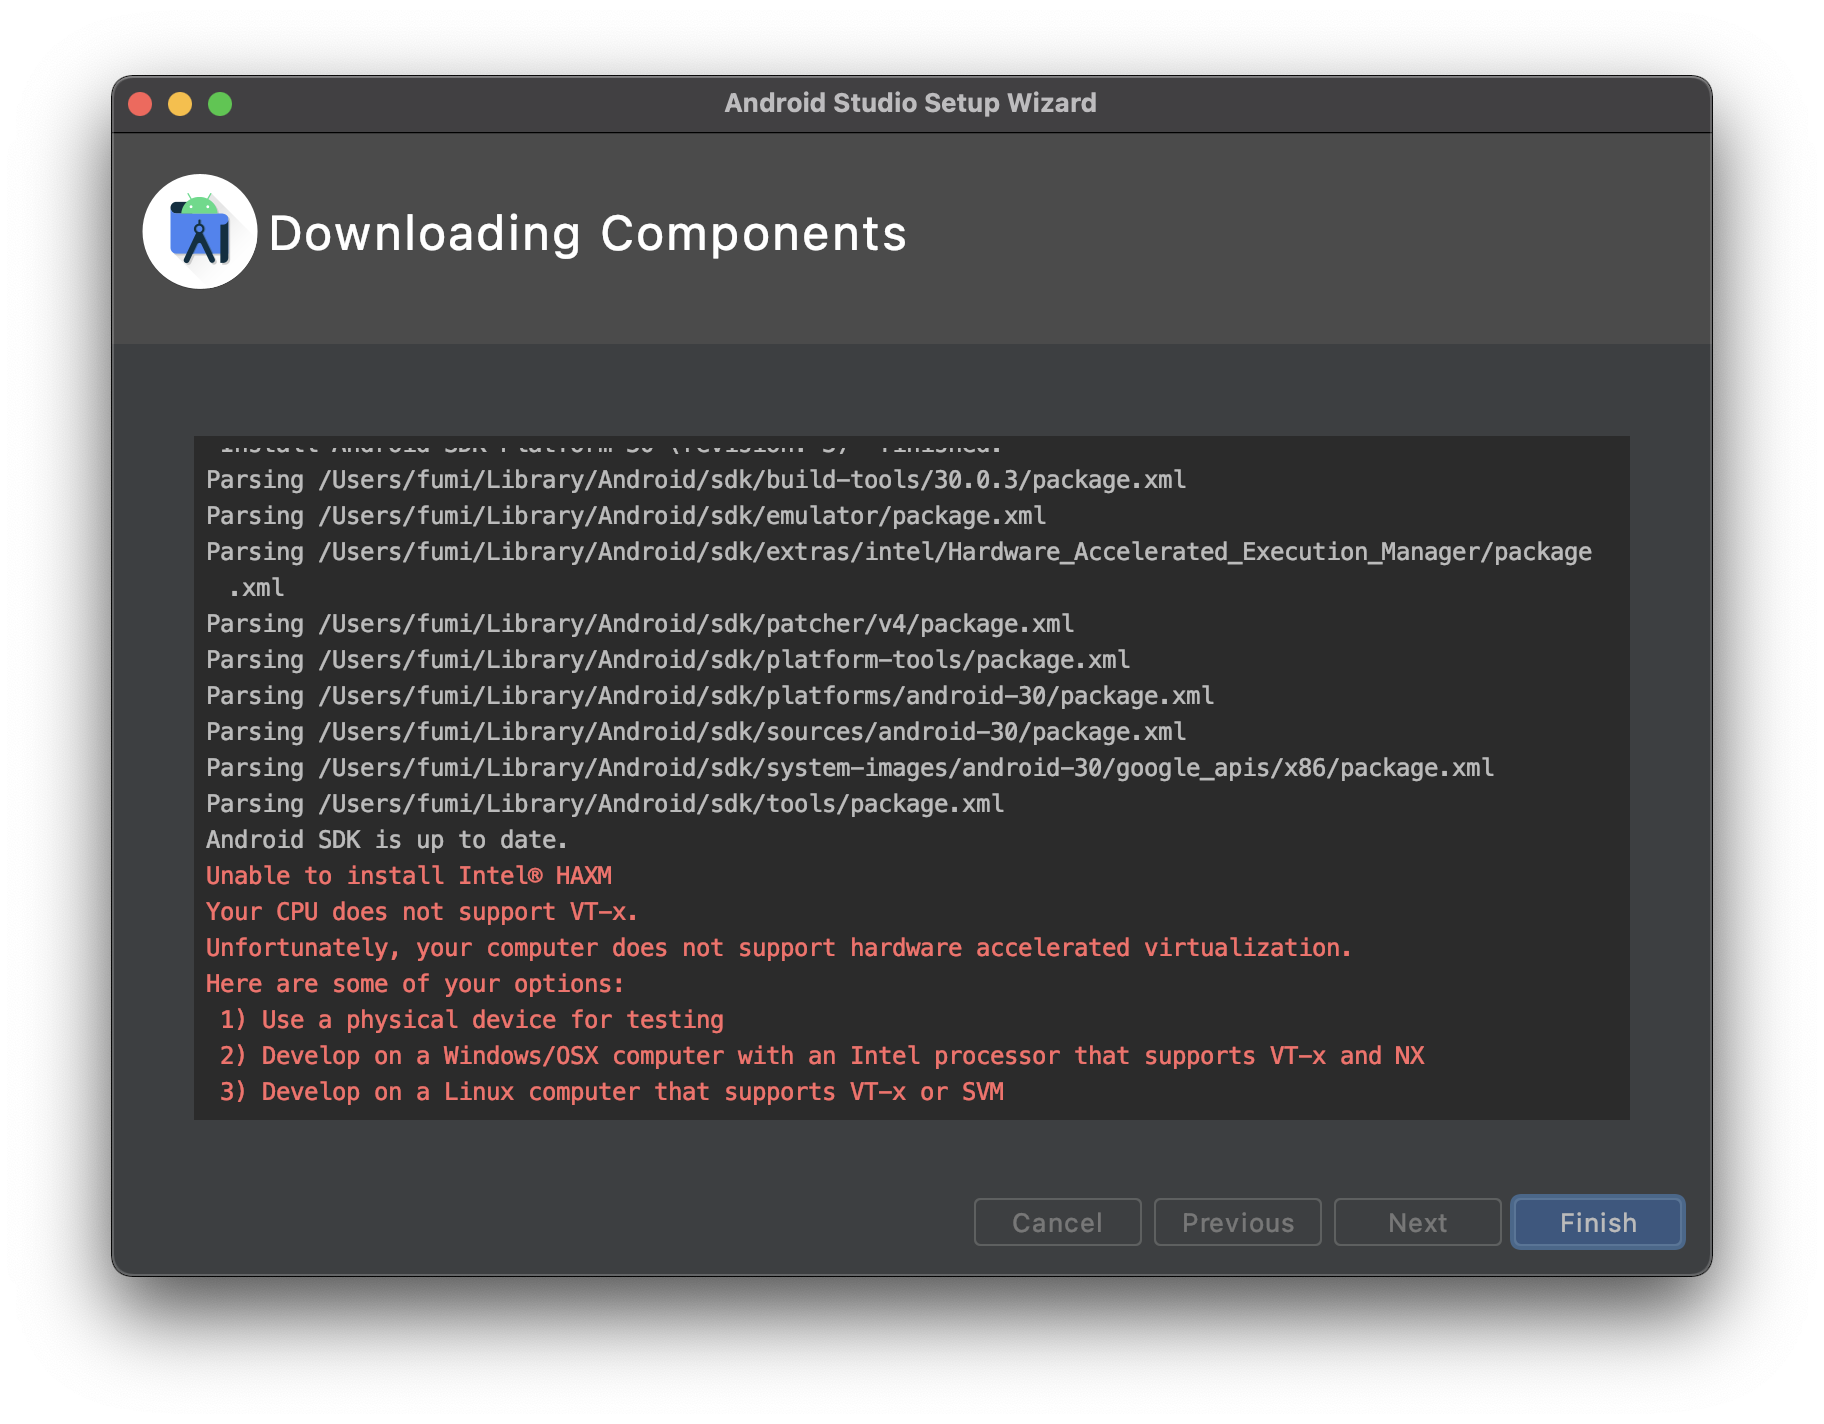 Android Studio Setup Wizard
Downloading Components
Install Android SDK Platform 30 (revision: 3)" finished.
Parsing /Users/fumi/Library/Android/sdk/build-tools/30.0.3/package.xml
Parsing /Users/fumi/Library/Android/sdk/emulator/package.xml
Parsing /Users/fumi/Library/Android/sdk/extras/intel/Hardware_Accelerated_Execution_Manager/package
.xml
Parsing /Users/fumi/Library/Android/sdk/patcher/v4/package.xml
Parsing /Users/fumi/Library/Android/sdk/platform-tools/package.xml
Parsing /Users/fumi/Library/Android/sdk/platforms/android-30/package.xml
Parsing /Users/fumi/Library/Android/sdk/sources/android-30/package.xml
Parsing /Users/fumi/Library/Android/sdk/system-images/android-30/google_apis/x86/package.xml
Parsing /Users/fumi/Library/Android/sdk/tools/package.xml
Android SDK is up to date.
Unable to install Intel® HAXM
Your CPU does not support VT-x.
Unfortunately, your computer does not support hardware accelerated virtualization.
Here are some of your options:
1) Use a physical device for testing
2) Develop on a Windows/OSX computer with an Intel processor that supports VT-x and NX
3) Develop on a Linux computer that supports VT-x or SVM
Cancel
Previous
Next
Finish